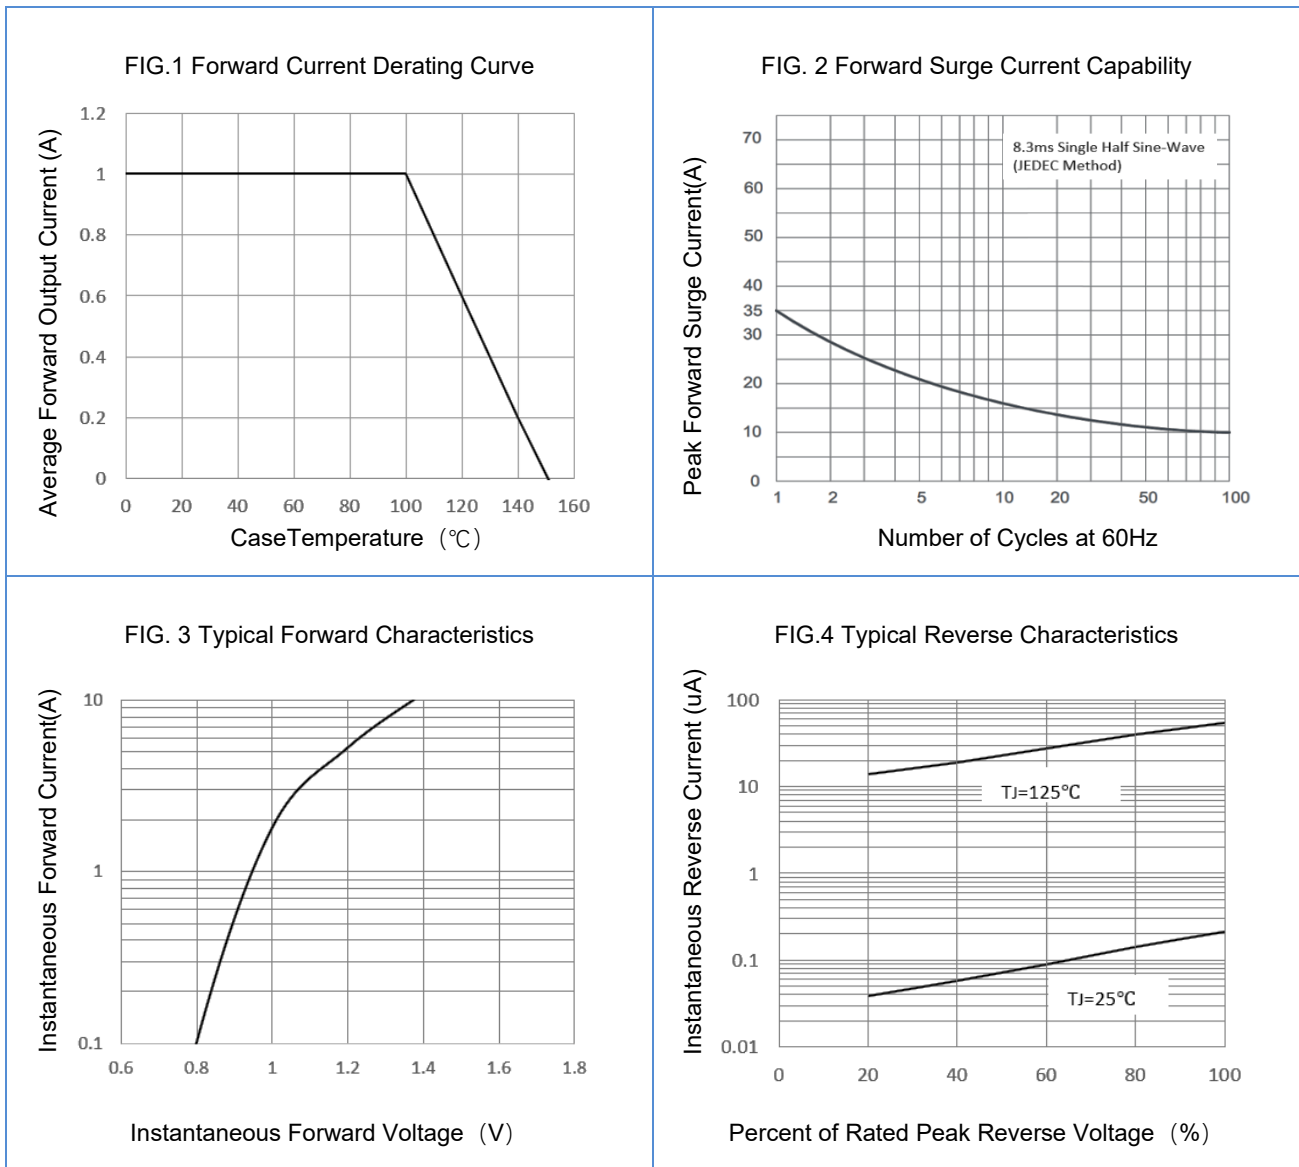 FIG.1 Forward Current Derating Curve
Average Forward Output Current (A)
1.2
1
0.8
0.6
0.4
0.2
0
0 20 40 60 80 100 120 140 160
CaseTemperature（℃）
FIG. 2 Forward Surge Current Capability
Peak Forward Surge Current(A)
8.3ms Single Half Sine-Wave
(JEDEC Method)
70
60
50
40
35
30
20
10
0
1 2 5 10 20 50 100
Number of Cycles at 60Hz
FIG. 3 Typical Forward Characteristics
Instantaneous Forward Current(A)
10
1
0.1
0.6 0.8 1 1.2 1.4 1.6 1.8
Instantaneous Forward Voltage（V）
FIG.4 Typical Reverse Characteristics
Instantaneous Reverse Current (uA)
100
10
1
0.1
0.01
TJ=125℃
TJ=25℃
0 20 40 60 80 100
Percent of Rated Peak Reverse Voltage（%）